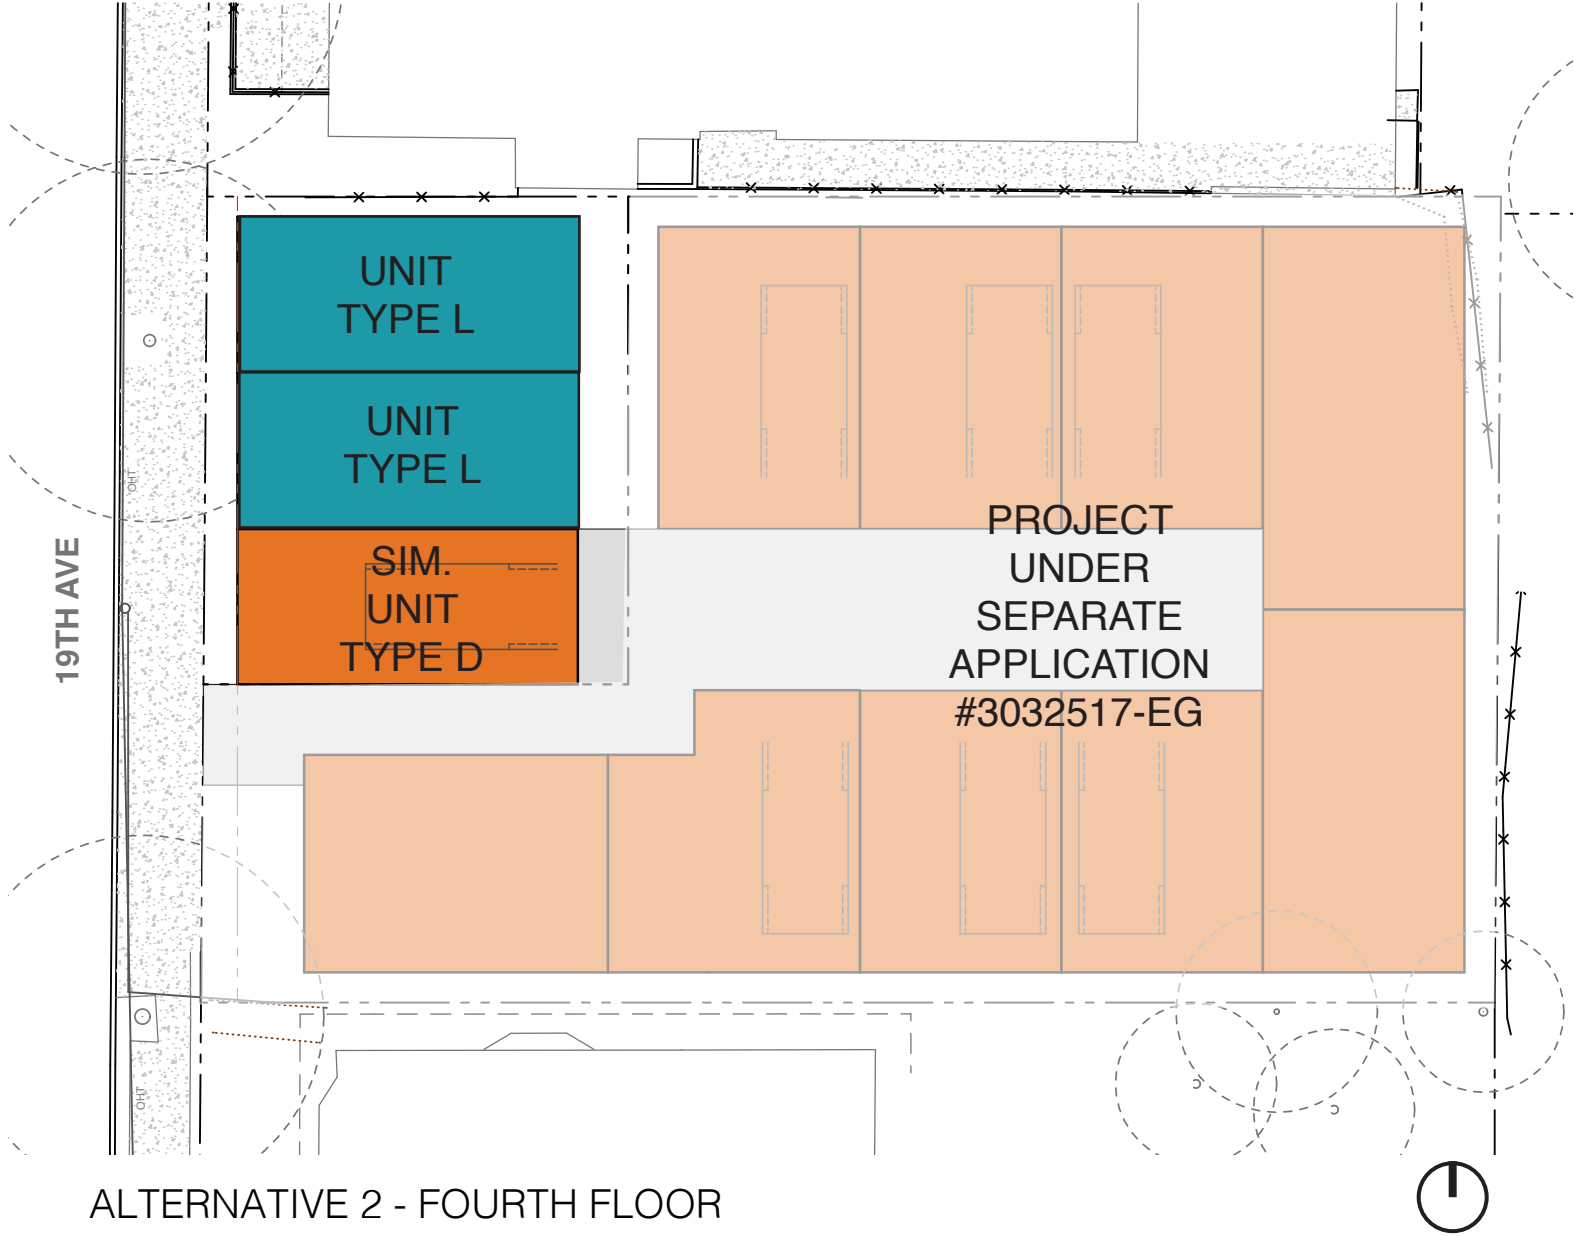 UNIT
TYPE L
UNIT
TYPE L
OHT
19TH AVE
SIM.
UNIT
TYPE D
PROJECT
UNDER
SEPARATE
APPLICATION
#3032517-EG
OHT
ALTERNATIVE 2 - FOURTH FLOOR